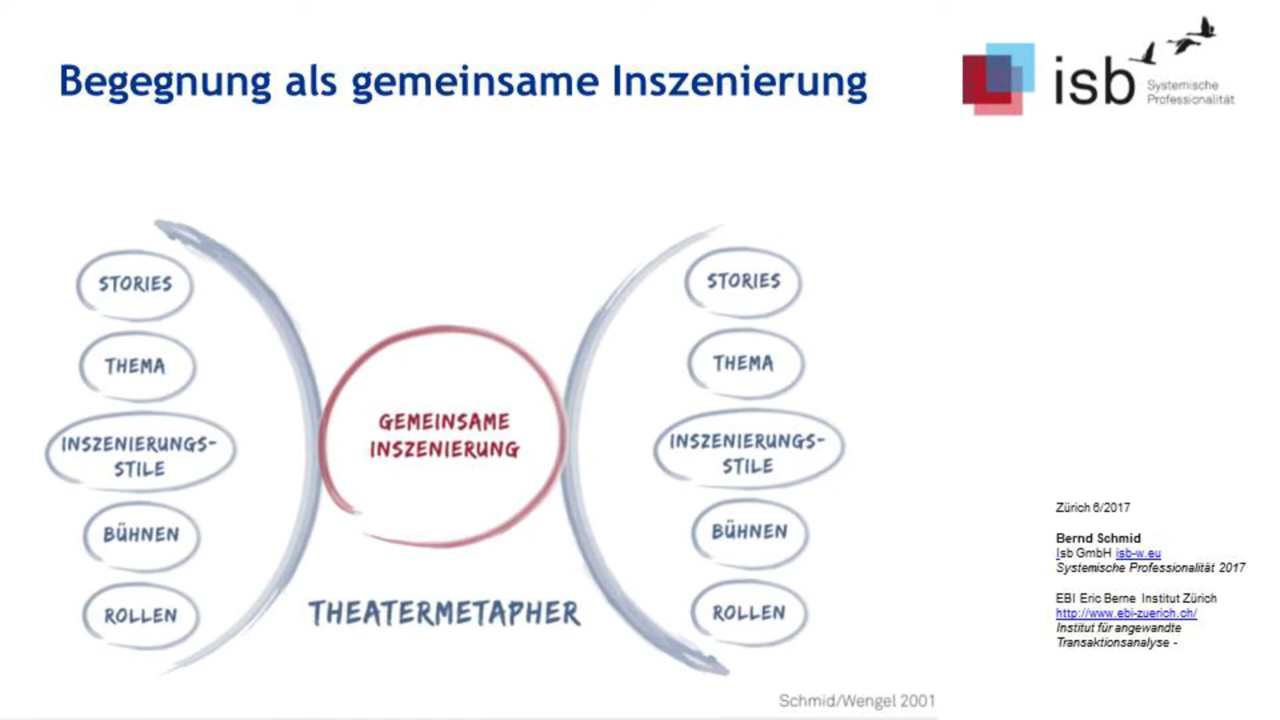 Begegnung als gemeinsame Inszenierung
isb
Systemische
Professionalität
STORIES
THEMA
INSZENIERUNGS-
STILE
BÜHNEN
ROLLEN
GEMEINSAME
INSZENIERUNG
THEATERMETAPHER
STORIES
THEMA
INSZENIERUNGS-
STILE
BÜHNEN
ROLLEN
Schmid/Wengel 2001
Zürich 6/2017
Bernd Schmid
Isb GmbH isb-w.eu
Systemische Professionalität 2017
EBI Eric Berne Institut Zürich
http://www.ebi-zuerich.ch/
Institut für angewandte
Transaktionsanalyse -